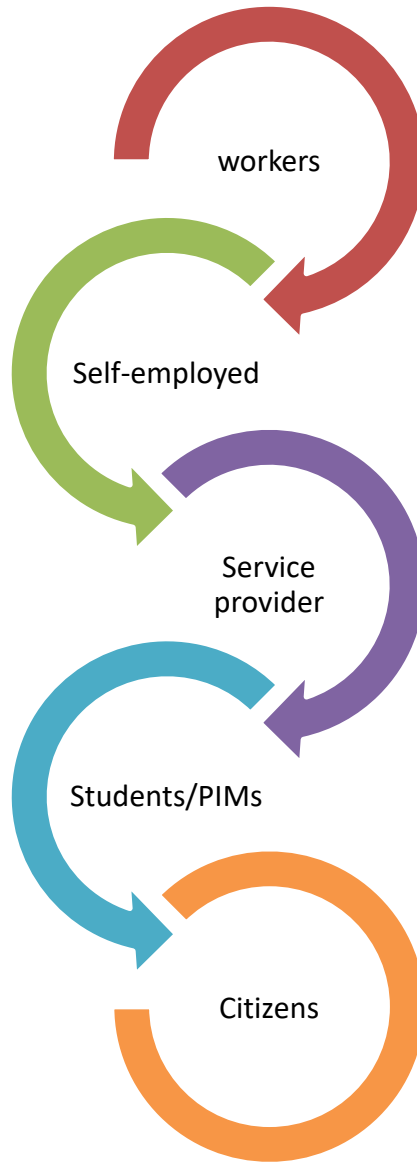 workers
Self-employed
Service
provider
Students/PIMs
Citizens